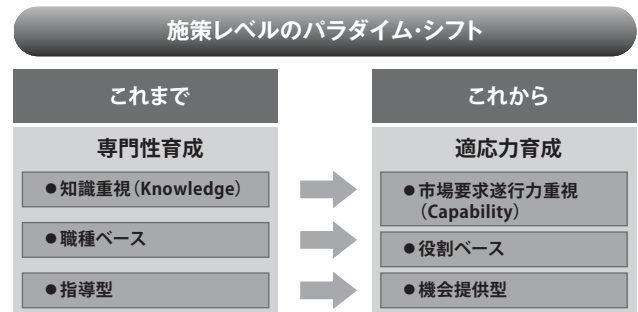 施策レベルのパラダイム・シフト
これまで
専門性育成
●知識重視（Knowledge）
●職種ベース
●指導型
これから
適応力育成
●市場要求遂行力重視
（Capability）
●役割ベース
●機会提供型